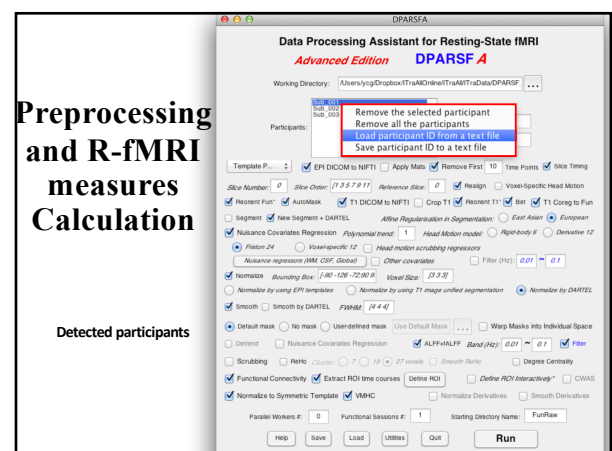 Preprocessing
and R-fMRI
measures
Calculation
Detected participants
DPARSFA
Data Processing Assistant for Resting-State fMRI
Advanced Edition DPARSF A
Working Directory: /Users/ycg/Dropbox/ITraAllOnline/ITraAll/ITraData/DPARSF ...
Participants:
Sub_001
Sub_002
Sub_003
Remove the selected participant
Remove all the participants
Load participant ID from a text file
Save participant ID to a text file
Template P... EPI DICOM to NIFTI Apply Mats Remove First 10 Time Points Slice Timing
Slice Number: 0 Slice Order: [1 3 5 7 9 11 Reference Slice: 0 Realign Voxel-Specific Head Motion
Reorient Fun* AutoMask T1 DICOM to NIFTI Crop T1 Reorient T1* Bet T1 Coreg to Fun
Segment New Segment + DARTEL Affine Regularisation in Segmentation: East Asian European
Nuisance Covariates Regression Polynomial trend: 1 Head Motion model: Rigid-body 6 Derivative 12
Friston 24 Voxel-specific 12 Head motion scrubbing regressors
Nuisance regressors (WM, CSF, Global) Other covariates Filter (Hz): 0.01 ~ 0.1
Normalize Bounding Box: [-90 -126 -72;90 9 Voxel Size: [3 3 3]
Normalize by using EPI templates Normalize by using T1 image unified segmentation Normalize by DARTEL
Smooth Smooth by DARTEL FWHM: [4 4 4]
Default mask No mask User-defined mask Use Default Mask ... Warp Masks into Individual Space
Detrend Nuisance Covariates Regression ALFF+fALFF Band (Hz): 0.01 ~ 0.1 Filter
Scrubbing ReHo Cluster: 7 19 27 voxels Smooth ReHo Degree Centrality
Functional Connectivity Extract ROI time courses Define ROI Define ROI Interactively* CWAS
Normalize to Symmetric Template VMHC Normalize Derivatives Smooth Derivatives
Parallel Workers #: 0 Functional Sessions #: 1 Starting Directory Name: FunRaw
Help Save Load Utilities Quit Run